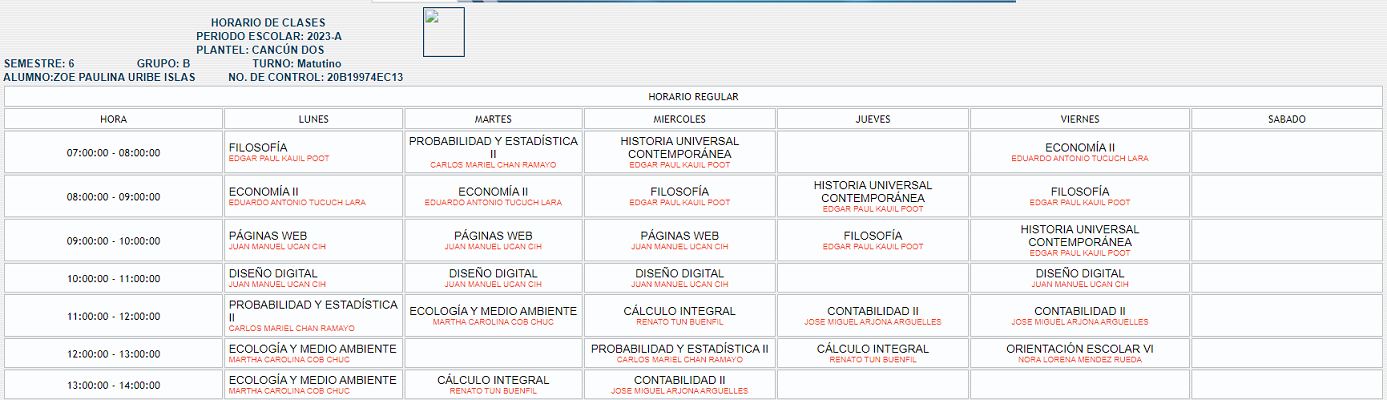 HORARIO DE CLASES
PERIODO ESCOLAR: 2023-A
PLANTEL: CANCÚN DOS
SEMESTRE: 6 GRUPO: B TURNO: Matutino
ALUMNO:ZOE PAULINA URIBE ISLAS NO. DE CONTROL: 20B19974EC13
HORARIO REGULAR
HORA LUNES MARTES MIERCOLES JUEVES VIERNES SABADO
07:00:00 - 08:00:00
FILOSOFÍA
EDGAR PAUL KAUIL POOT
PROBABILIDAD Y ESTADÍSTICA
II
CARLOS MARIEL CHAN RAMAYO
HISTORIA UNIVERSAL
CONTEMPORÁNEA
EDGAR PAUL KAUIL POOT
ECONOMÍA II
EDUARDO ANTONIO TUCUCH LARA
08:00:00 - 09:00:00
ECONOMÍA II
EDUARDO ANTONIO TUCUCH LARA
ECONOMÍA II
EDUARDO ANTONIO TUCUCH LARA
FILOSOFÍA
EDGAR PAUL KAUIL POOT
HISTORIA UNIVERSAL
CONTEMPORÁNEA
EDGAR PAUL KAUIL POOT
FILOSOFÍA
EDGAR PAUL KAUIL POOT
09:00:00 - 10:00:00
PÁGINAS WEB
JUAN MANUEL UCAN CIH
PÁGINAS WEB
JUAN MANUEL UCAN CIH
PÁGINAS WEB
JUAN MANUEL UCAN CIH
FILOSOFÍA
EDGAR PAUL KAUIL POOT
HISTORIA UNIVERSAL
CONTEMPORÁNEA
EDGAR PAUL KAUIL POOT
10:00:00 - 11:00:00
DISEÑO DIGITAL
JUAN MANUEL UCAN CIH
DISEÑO DIGITAL
JUAN MANUEL UCAN CIH
DISEÑO DIGITAL
JUAN MANUEL UCAN CIH
DISEÑO DIGITAL
JUAN MANUEL UCAN CIH
11:00:00 - 12:00:00
PROBABILIDAD Y ESTADÍSTICA
II
CARLOS MARIEL CHAN RAMAYO
ECOLOGÍA Y MEDIO AMBIENTE
MARTHA CAROLINA COB CHUC
CÁLCULO INTEGRAL
RENATO TUN BUENFIL
CONTABILIDAD II
JOSE MIGUEL ARJONA ARGUELLES
CONTABILIDAD II
JOSE MIGUEL ARJONA ARGUELLES
12:00:00 - 13:00:00
ECOLOGÍA Y MEDIO AMBIENTE
MARTHA CAROLINA COB CHUC
PROBABILIDAD Y ESTADÍSTICA II
CARLOS MARIEL CHAN RAMAYO
CÁLCULO INTEGRAL
RENATO TUN BUENFIL
ORIENTACIÓN ESCOLAR VI
NORA LORENA MENDEZ RUEDA
13:00:00 - 14:00:00
ECOLOGÍA Y MEDIO AMBIENTE
MARTHA CAROLINA COB CHUC
CÁLCULO INTEGRAL
RENATO TUN BUENFIL
CONTABILIDAD II
JOSE MIGUEL ARJONA ARGUELLES